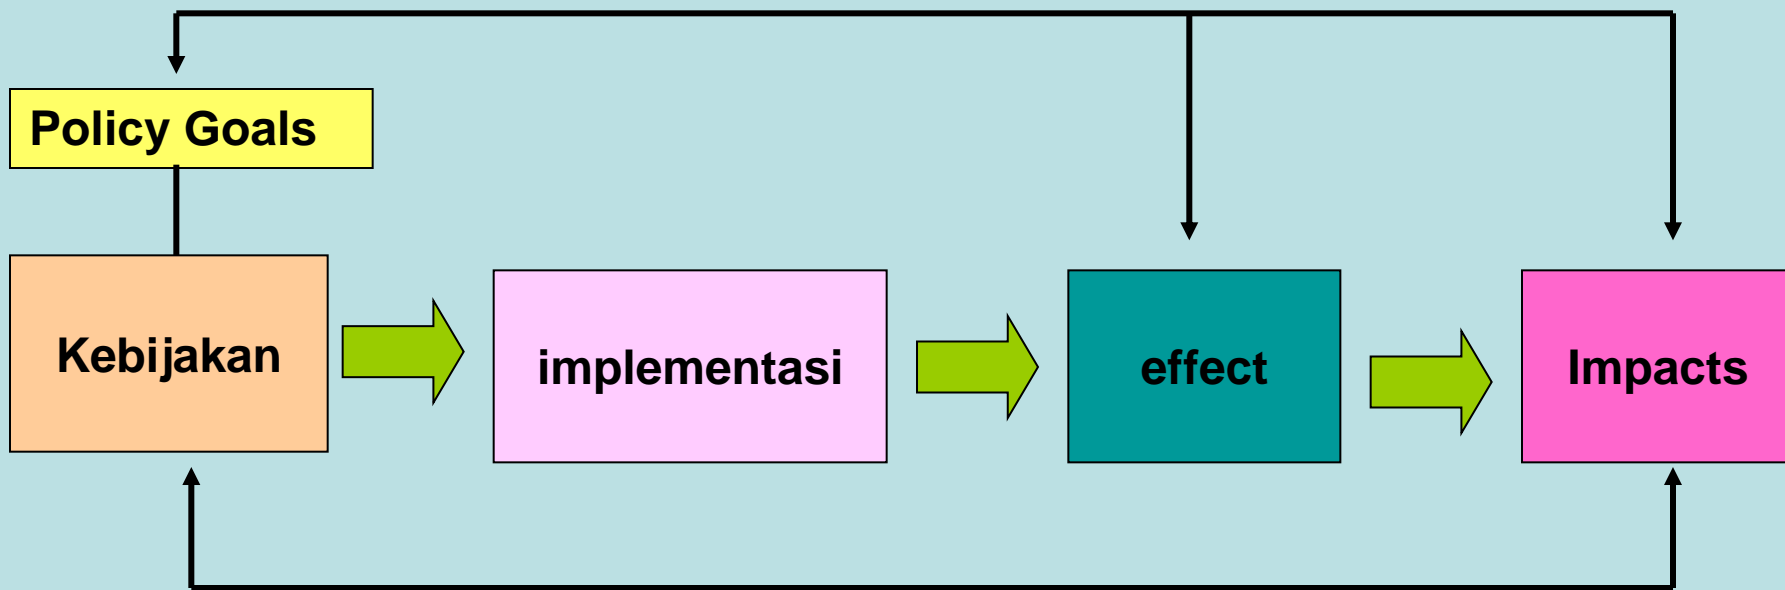 Policy Goals
Kebijakan
implementasi
effect
Impacts